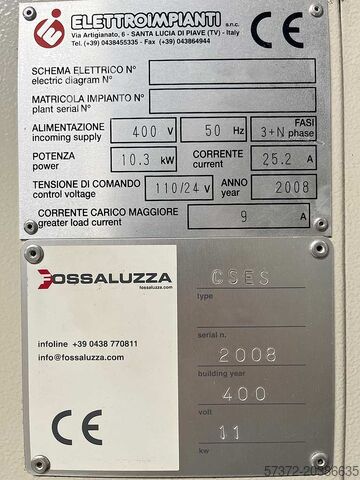 ei ELETTROIMPIANTI s.n.c.
Via Artigianato, 6 - SANTA LUCIA DI PIAVE (TV) - Italy
Tel. (+39) 0438455335 - Fax (+39) 043864944
CE
SCHEMA ELETTRICO N°
electric diagram N°
MATRICOLA IMPIANTO N°
plant serial N°
ALIMENTAZIONE incoming supply 400 V 50 Hz 3+N FASI phase
POTENZA power 10.3 kW CORRENTE current 25.2 A
TENSIONE DI COMANDO control voltage 110/24 V ANNO year 2008
CORRENTE CARICO MAGGIORE greater load current 9 A
FOSSALUZZA
fossaluzza.com
infoline +39 0438 770811
info@fossaluzza.com
CE
CSES
type
serial n.
2008
building year
400
volt
11
kw
57372-20396635